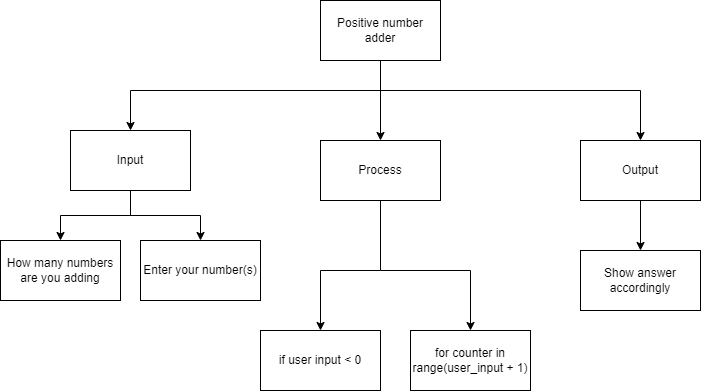 Positive number
adder
Input
Process
Output
How many numbers
are you adding
Enter your number(s)
Show answer
accordingly
if user input < 0
for counter in
range(user_input + 1)